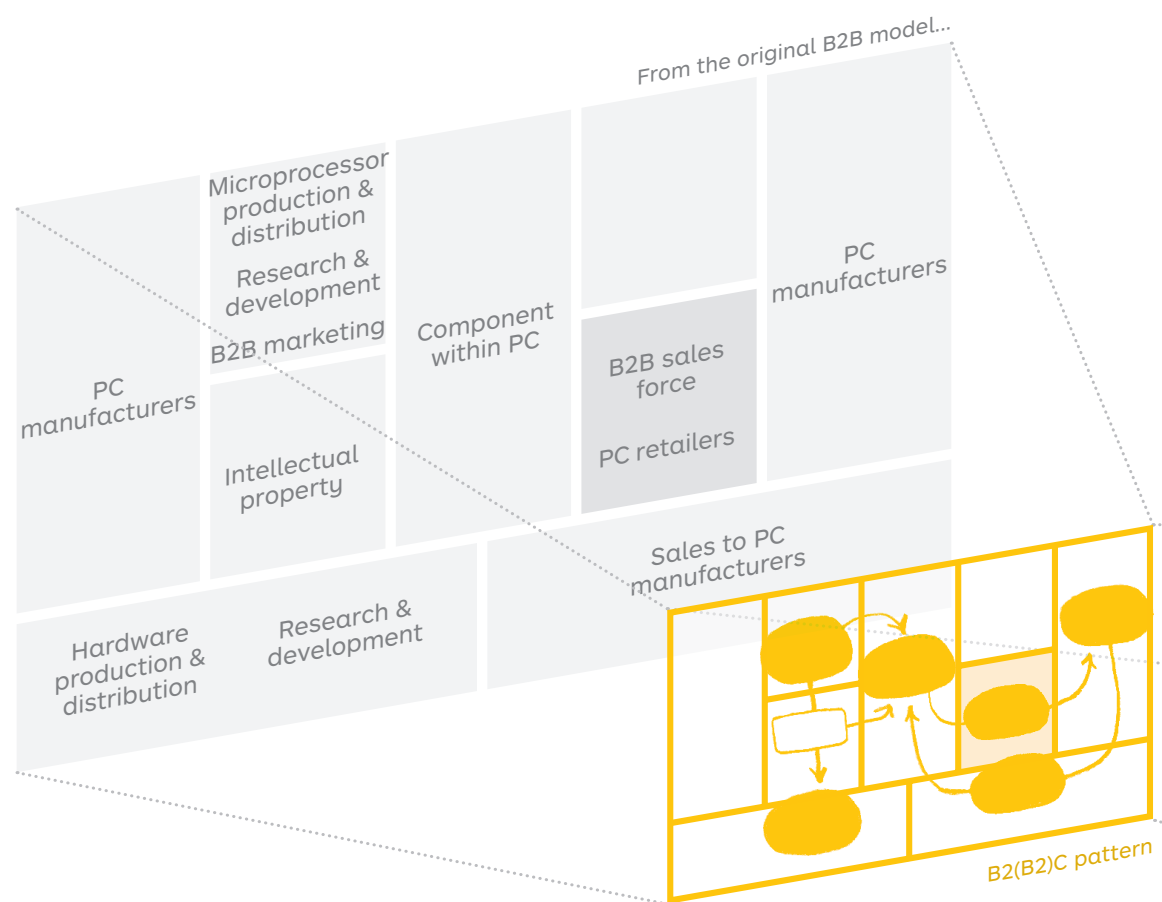 From the original B2B model...
PC
manufacturers
Microprocessor
production &
distribution
Research &
development
B2B marketing
Intellectual
property
Component
within PC
B2B sales
force
PC retailers
PC
manufacturers
Hardware
production &
distribution
Research &
development
Sales to PC
manufacturers
B2(B2)C pattern